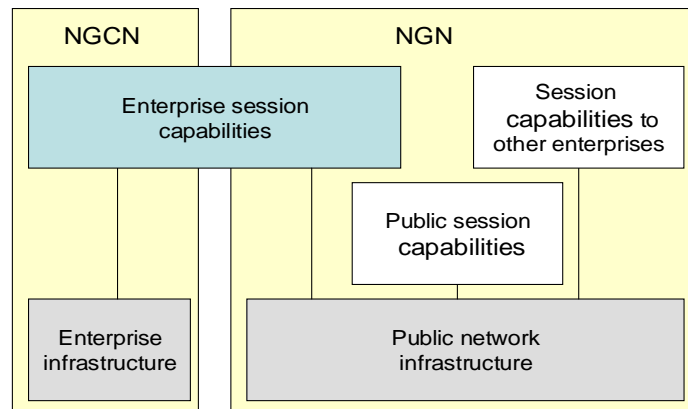 NGCN
NGN
Enterprise session
capabilities
Session
capabilities to
other enterprises
Public session
capabilities
Enterprise
infrastructure
Public network
infrastructure